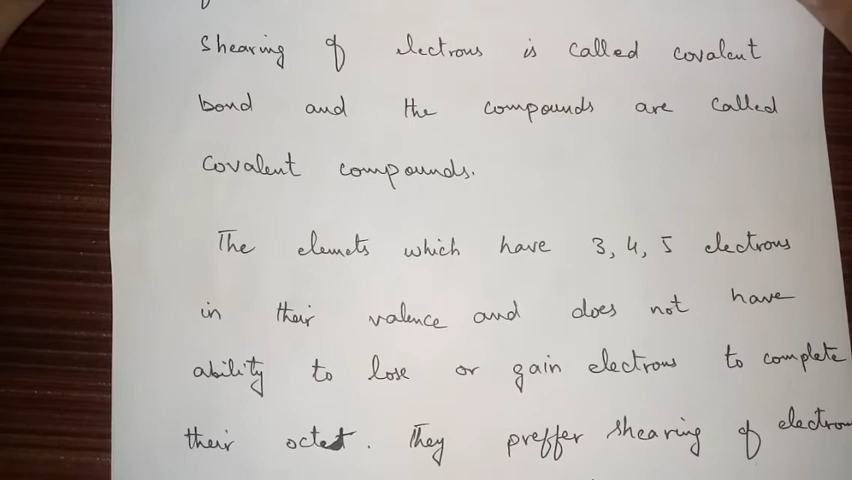 Shearing of electrons is called covalent
bond and the compounds are called
covalent compounds.
The elemets which have 3, 4, 5 electrons
in their valence and does not have
ability to lose or gain electrons to complete
their octet. They preffer shearing of electron